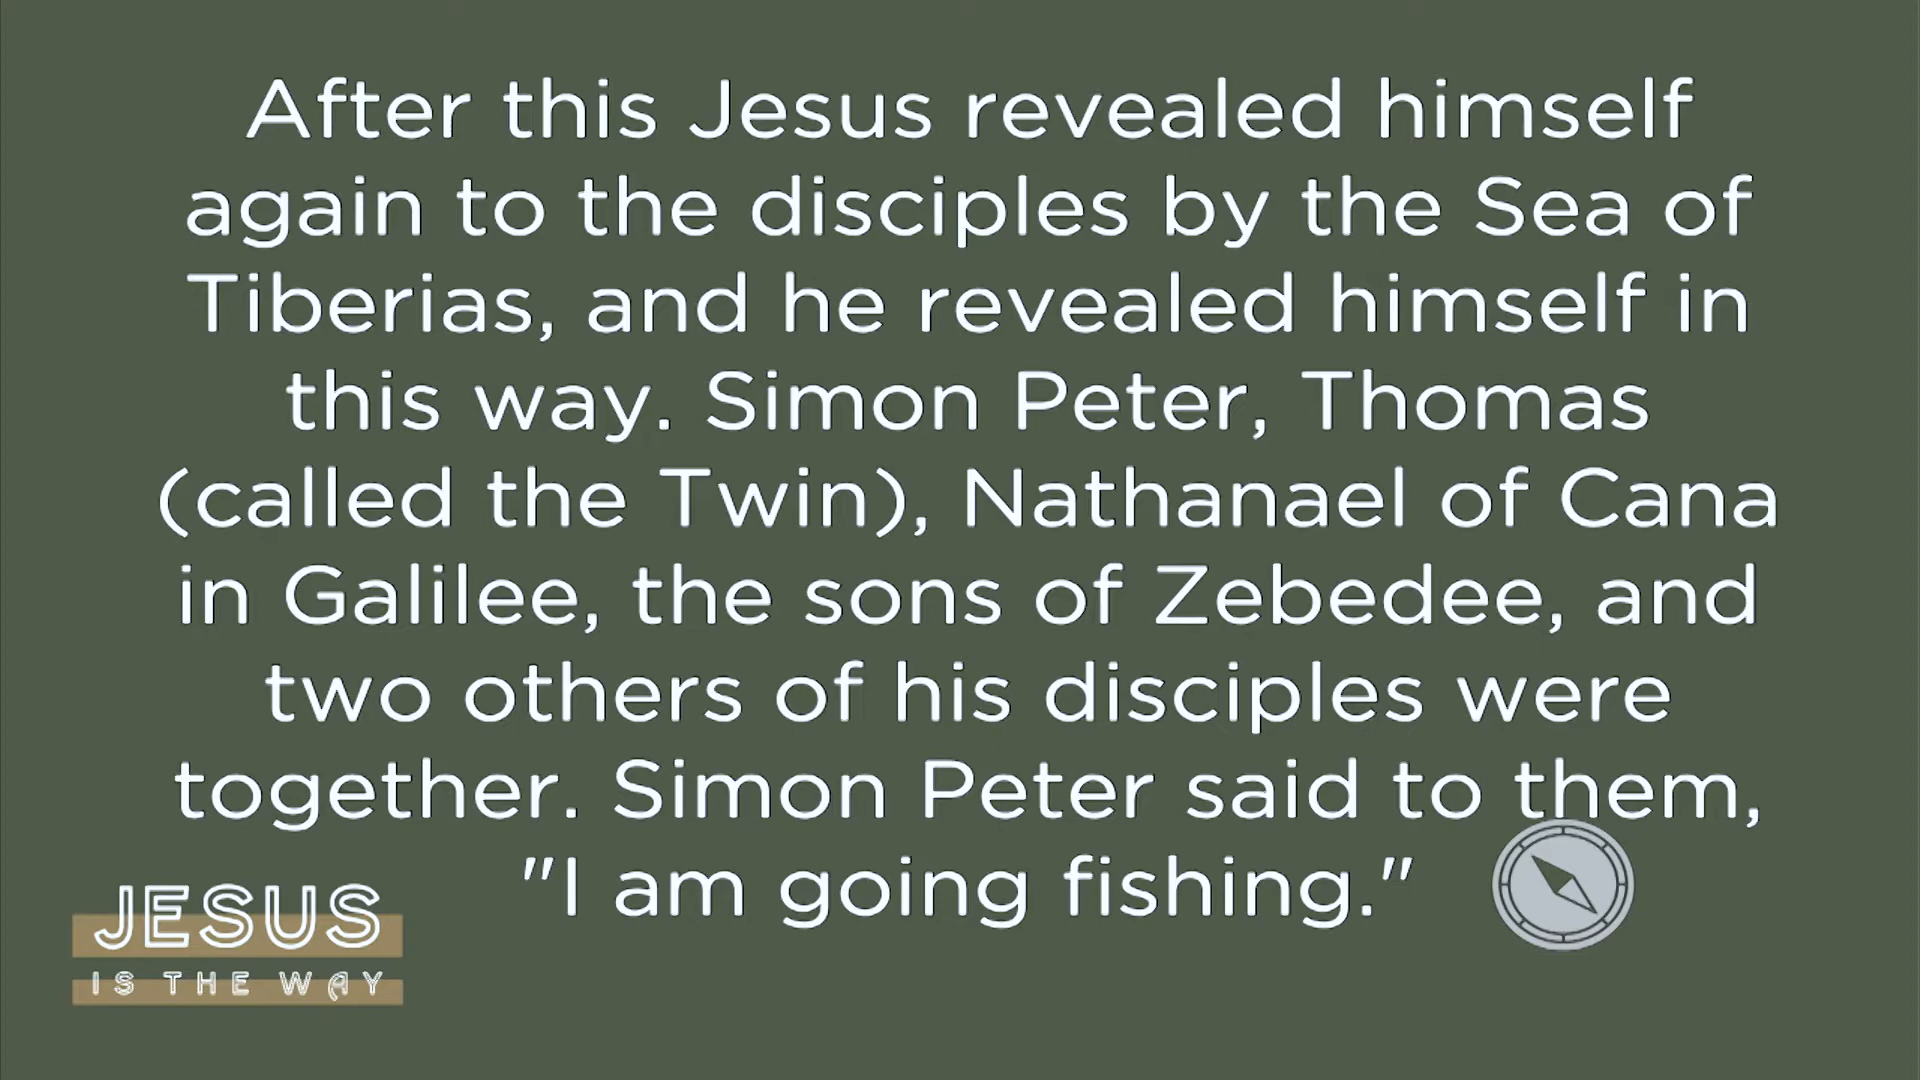 After this Jesus revealed himself
again to the disciples by the Sea of
Tiberias, and he revealed himself in
this way. Simon Peter, Thomas
(called the Twin), Nathanael of Cana
in Galilee, the sons of Zebedee, and
two others of his disciples were
together. Simon Peter said to them,
"I am going fishing."
JESUS
IS THE WAY